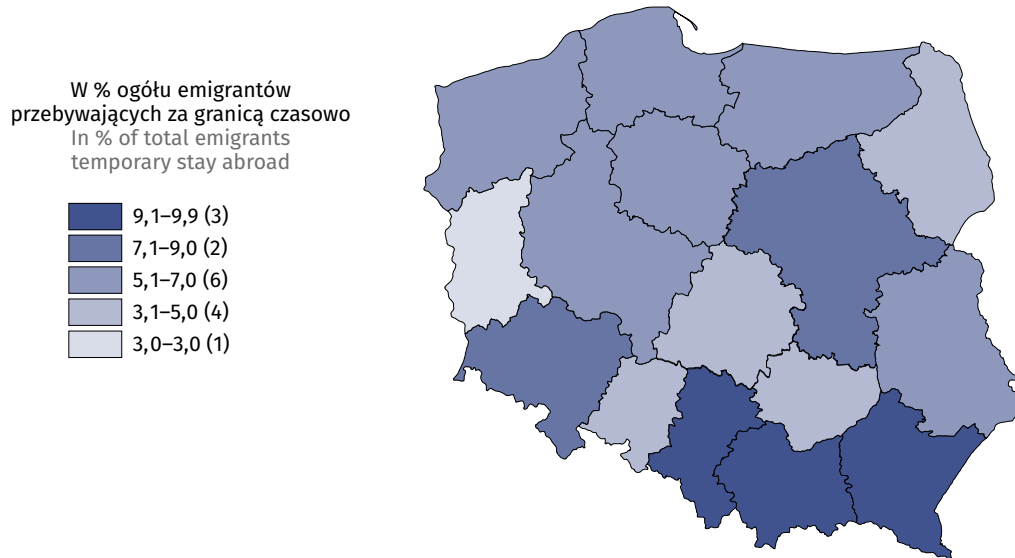 W % ogółu emigrantów
przebywających za granicą czasowo
In % of total emigrants
temporary stay abroad
9,1–9,9 (3)
7,1–9,0 (2)
5,1–7,0 (6)
3,1–5,0 (4)
3,0–3,0 (1)